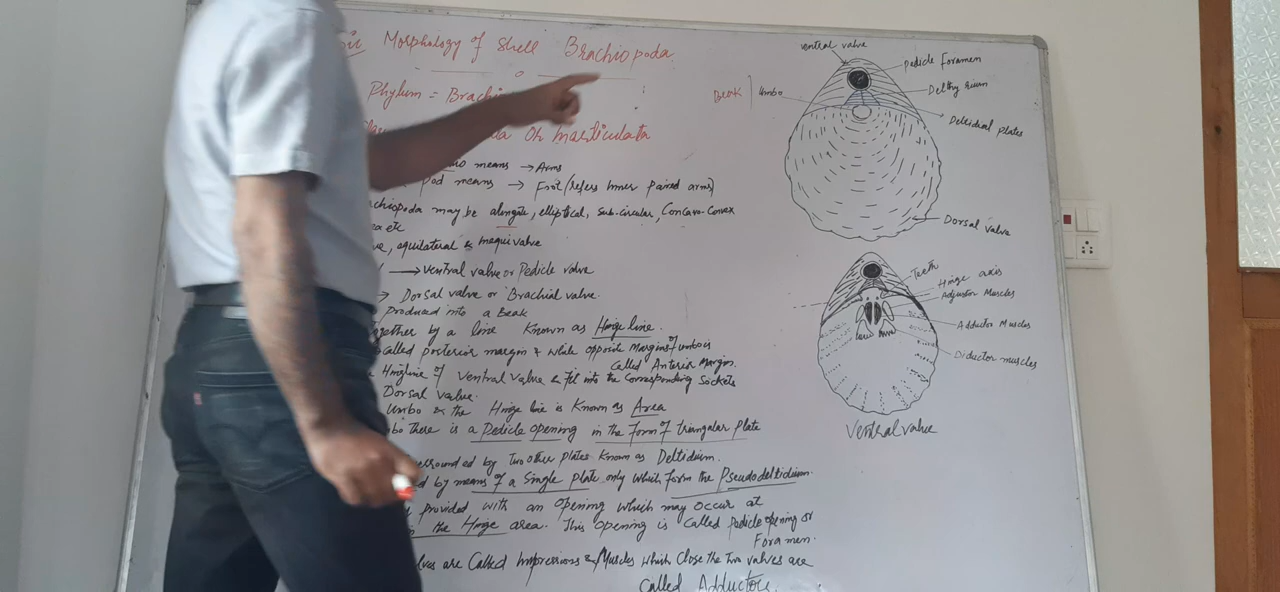 Morphology of Shell Brachiopoda
Phylum = Brachi
Or Inarticulata
means → Arms
Pod means → Foot (refers Inner Paired arms)
achiopoda may be elongate, elliptical, sub-circular, Concavo-Convex
etc
equilateral & Inequivalve
→ Ventral valve or Pedicle valve
→ Dorsal valve or Brachial valve.
Produced into a Beak
together by a line Known as Hinge line.
called posterior margin & while opposite Margins of umbo is
called Anterior Margin.
Hingline of Ventral valve & fit into the Corresponding Sockets
Dorsal valve.
Umbo & the Hinge line is Known as Area
there is a Pedicle opening in the form of triangular plate
by Two other plates Known as Deltidium.
by means of a Single plate only which form the Pseudodeltidium.
provided with an opening which may occur at
the Hinge area. This opening is called pedicle opening or
Foramen.
are Called Impressions & Muscles which close the two valves are
Called Adductors.
Ventral valve
Pedicle Foramen
Beak
Umbo
Delthyrium
Deltidial plates
Dorsal valve
Teeth
Hinge axis
Adjustor Muscles
Adductor Muscles
Diductor muscles
Ventral valve